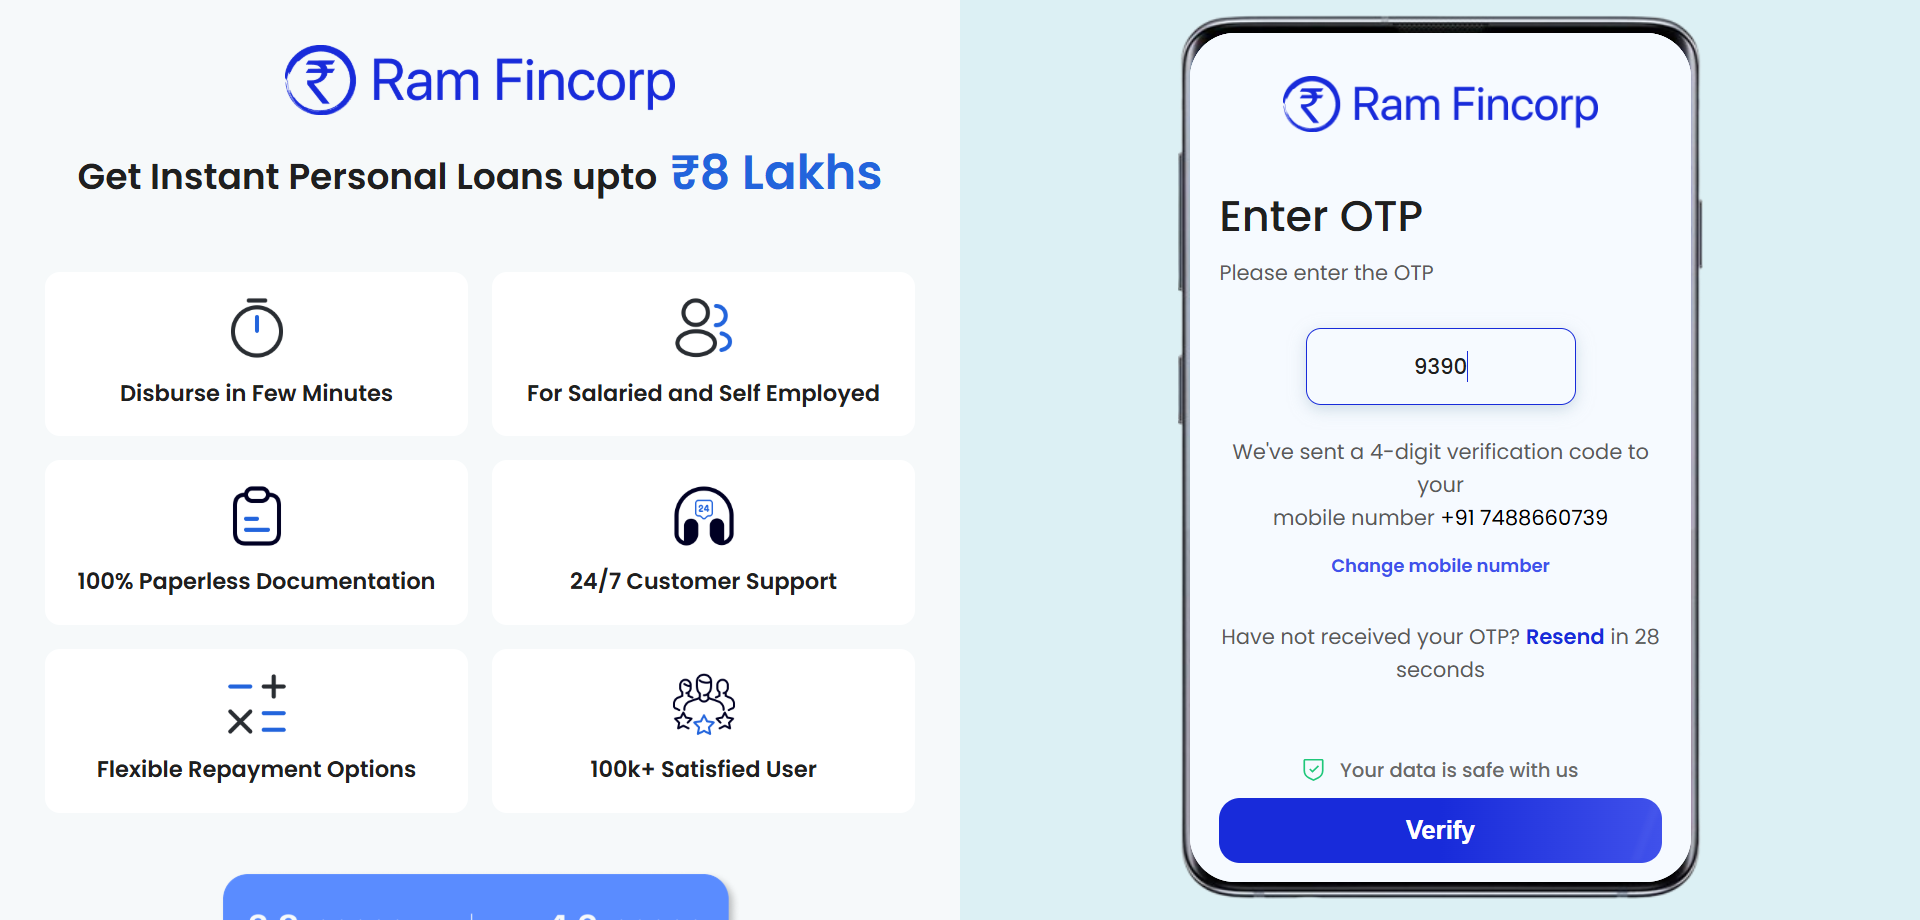 Ram Fincorp
Get Instant Personal Loans upto ₹8 Lakhs
Disburse in Few Minutes
For Salaried and Self Employed
100% Paperless Documentation
24
24/7 Customer Support
Flexible Repayment Options
100k+ Satisfied User
Ram Fincorp
Enter OTP
Please enter the OTP
9390
We've sent a 4-digit verification code to
your
mobile number +91 7488660739
Change mobile number
Have not received your OTP? Resend in 28
seconds
Your data is safe with us
Verify